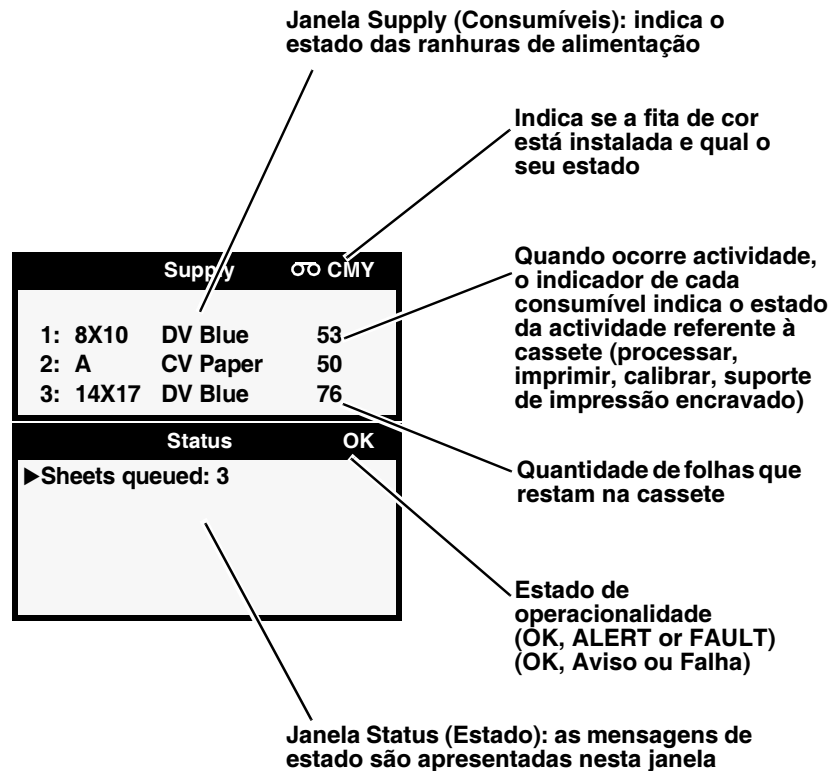 Janela Supply (Consumíveis): indica o
estado das ranhuras de alimentação
Indica se a fita de cor
está instalada e qual o
seu estado
Supply CMY
1: 8X10 DV Blue 53
2: A CV Paper 50
3: 14X17 DV Blue 76
Quando ocorre actividade,
o indicador de cada
consumível indica o estado
da actividade referente à
cassete (processar,
imprimir, calibrar, suporte
de impressão encravado)
Status OK
▶Sheets queued: 3
Quantidade de folhas que
restam na cassete
Estado de
operacionalidade
(OK, ALERT or FAULT)
(OK, Aviso ou Falha)
Janela Status (Estado): as mensagens de
estado são apresentadas nesta janela